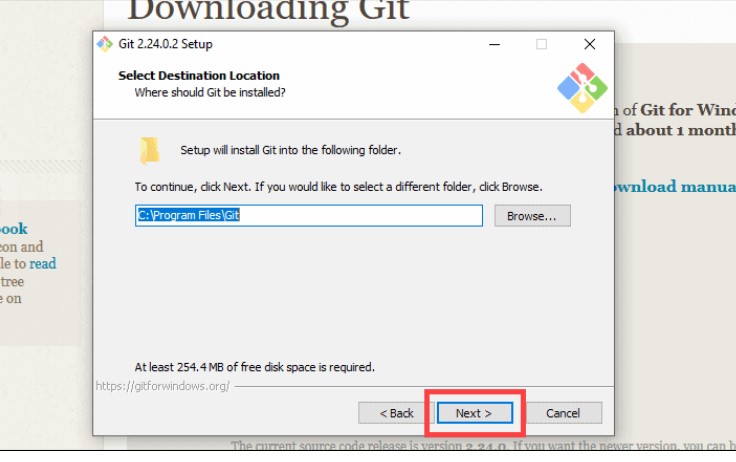 Downloading Git
Git 2.24.0.2 Setup
Select Destination Location
Where should Git be installed?
of Git for Wind
about 1 month
wnload manua
ook
con and
le to read
tree
e on
Setup will install Git into the following folder.
To continue, click Next. If you would like to select a different folder, click Browse.
C:\Program Files\Git
Browse...
At least 254.4 MB of free disk space is required.
https://gitforwindows.org/
< Back
Next >
Cancel
The current source code release is version 2.24.0. If you want the newer version, you can b